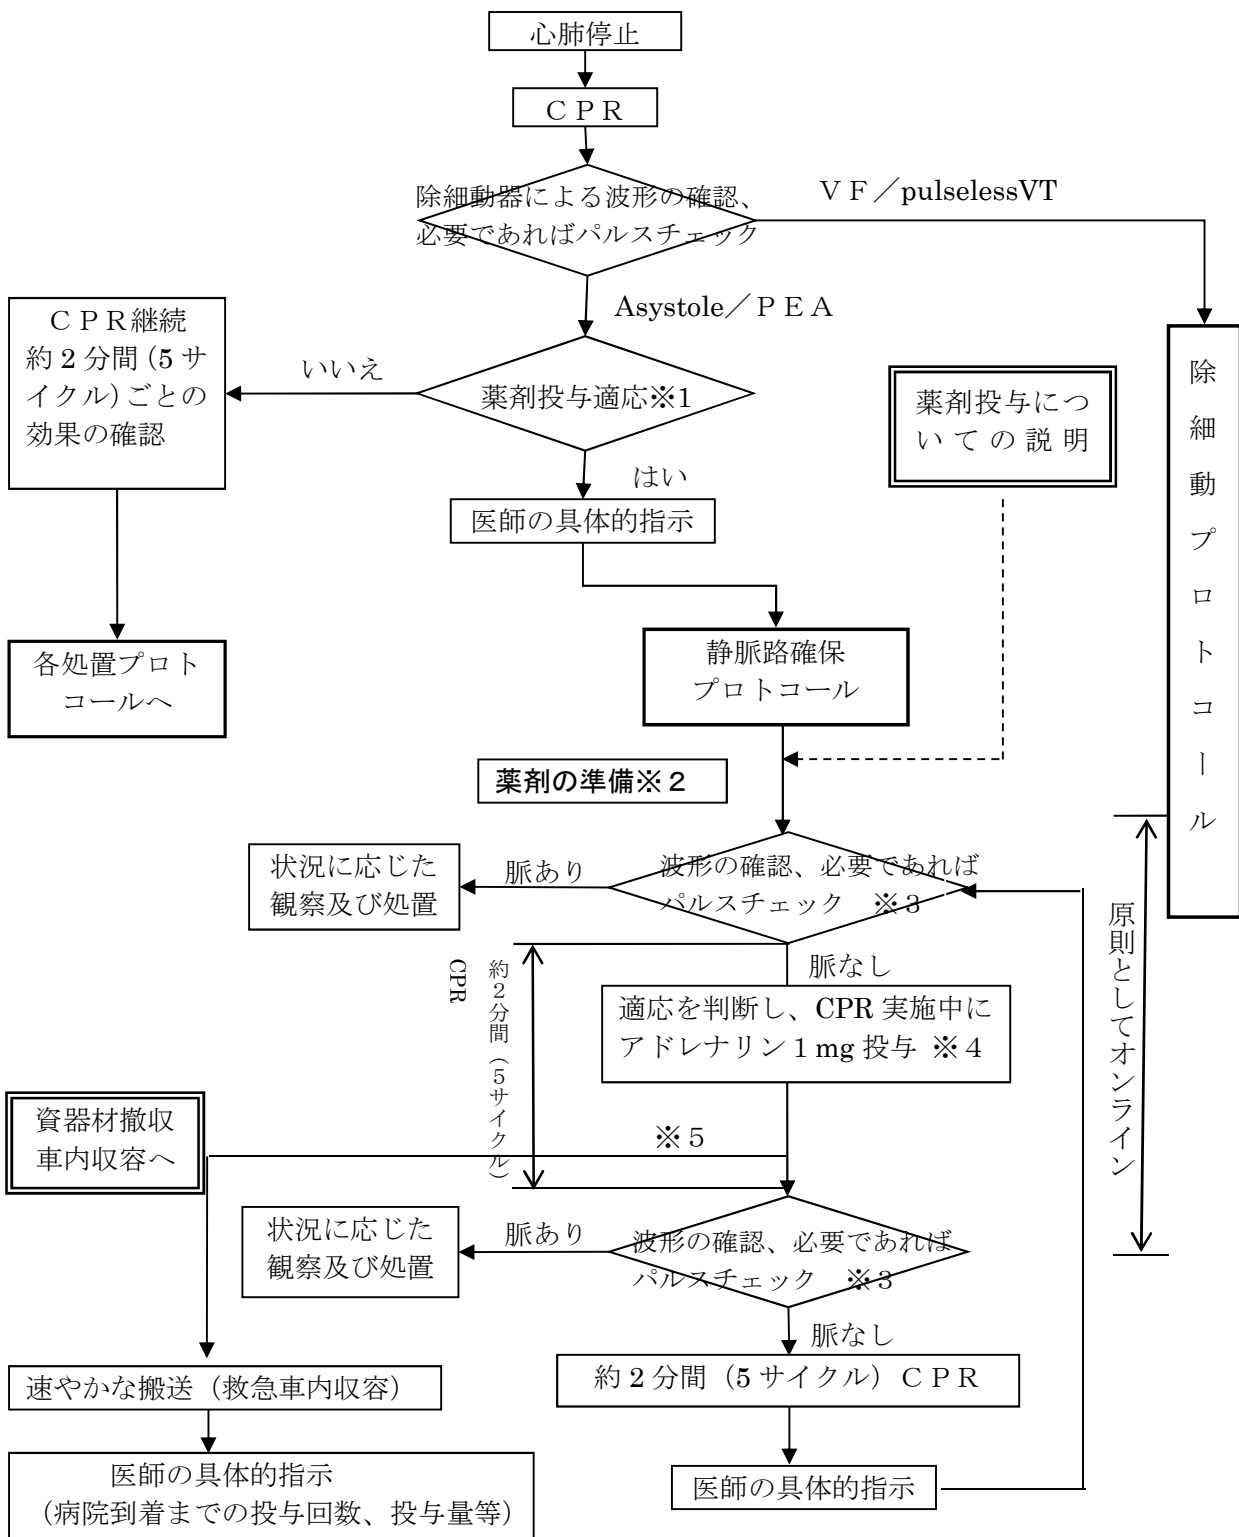 心肺停止
ＣＰＲ
除細動器による波形の確認、
必要であればパルスチェック
ＶＦ／pulselessVT
Asystole／ＰＥＡ
ＣＰＲ継続
約２分間（5 サ
イクル）ごとの
効果の確認
いいえ
薬剤投与適応※1
薬剤投与につ
いての説明
除細動プロトコール
はい
医師の具体的指示
各処置プロト
コールへ
静脈路確保
プロトコール
薬剤の準備※２
状況に応じた
観察及び処置
脈あり
波形の確認、必要であれば
パルスチェック　※３
原則としてオンライン
脈なし
約２分間（５サイクル）
CPR
適応を判断し、CPR 実施中に
アドレナリン１mg 投与 ※４
資器材撤収
車内収容へ
※５
状況に応じた
観察及び処置
脈あり
波形の確認、必要であれば
パルスチェック　※３
脈なし
速やかな搬送（救急車内収容）
約２分間（5 サイクル）ＣＰＲ
医師の具体的指示
（病院到着までの投与回数、投与量等）
医師の具体的指示